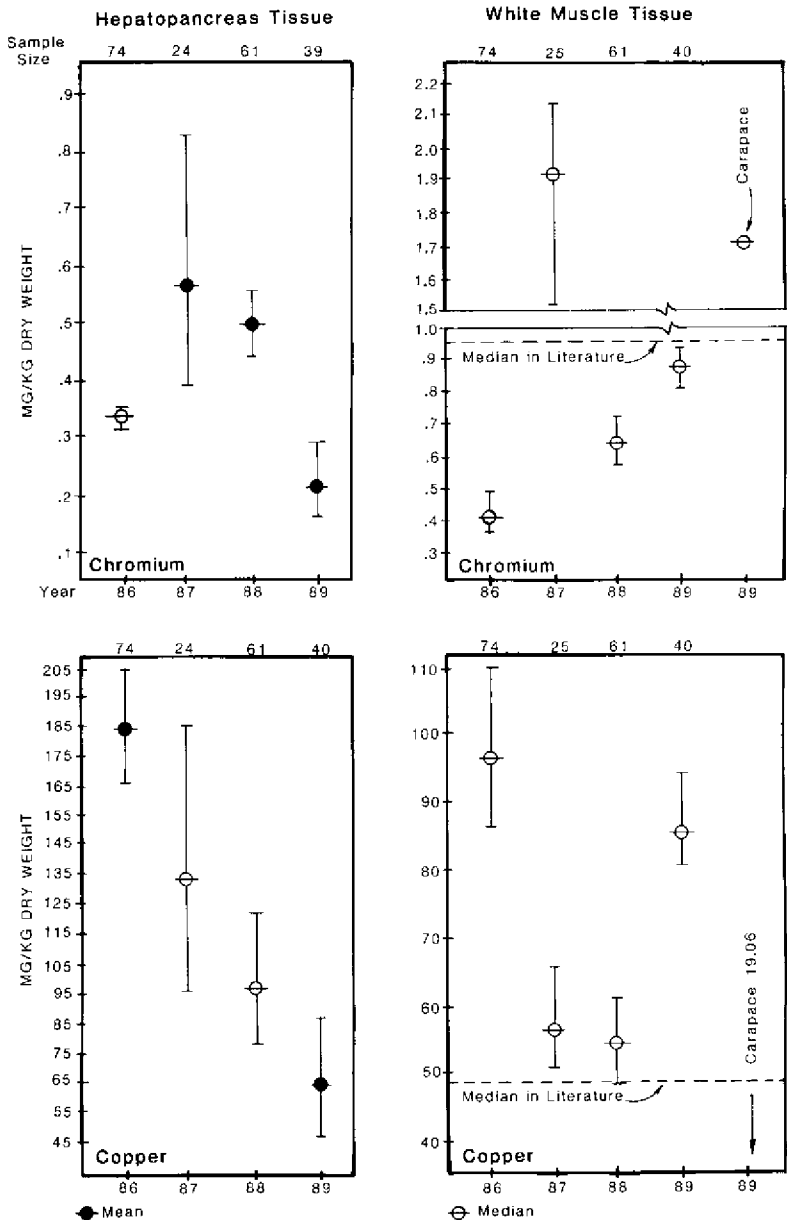 Hepatopancreas Tissue
White Muscle Tissue
Sample Size
74 24 61 39
74 25 61 40
.9
.8
.7
.6
.5
.4
.3
.2
.1
MG/KG DRY WEIGHT
Chromium
Year
86 87 88 89
2.2
2.1
2.0
1.9
1.8
1.7
1.6
1.5
1.0
.9
.8
.7
.6
.5
.4
.3
Carapace
Median in Literature
Chromium
86 87 88 89 89
74 24 61 40
74 25 61 40
205
195
185
175
165
155
145
135
125
115
105
95
85
75
65
55
45
MG/KG DRY WEIGHT
Copper
86 87 88 89
110
100
90
80
70
60
50
40
Carapace 19.06
Median in Literature
Copper
86 87 88 89 89
Mean
Median